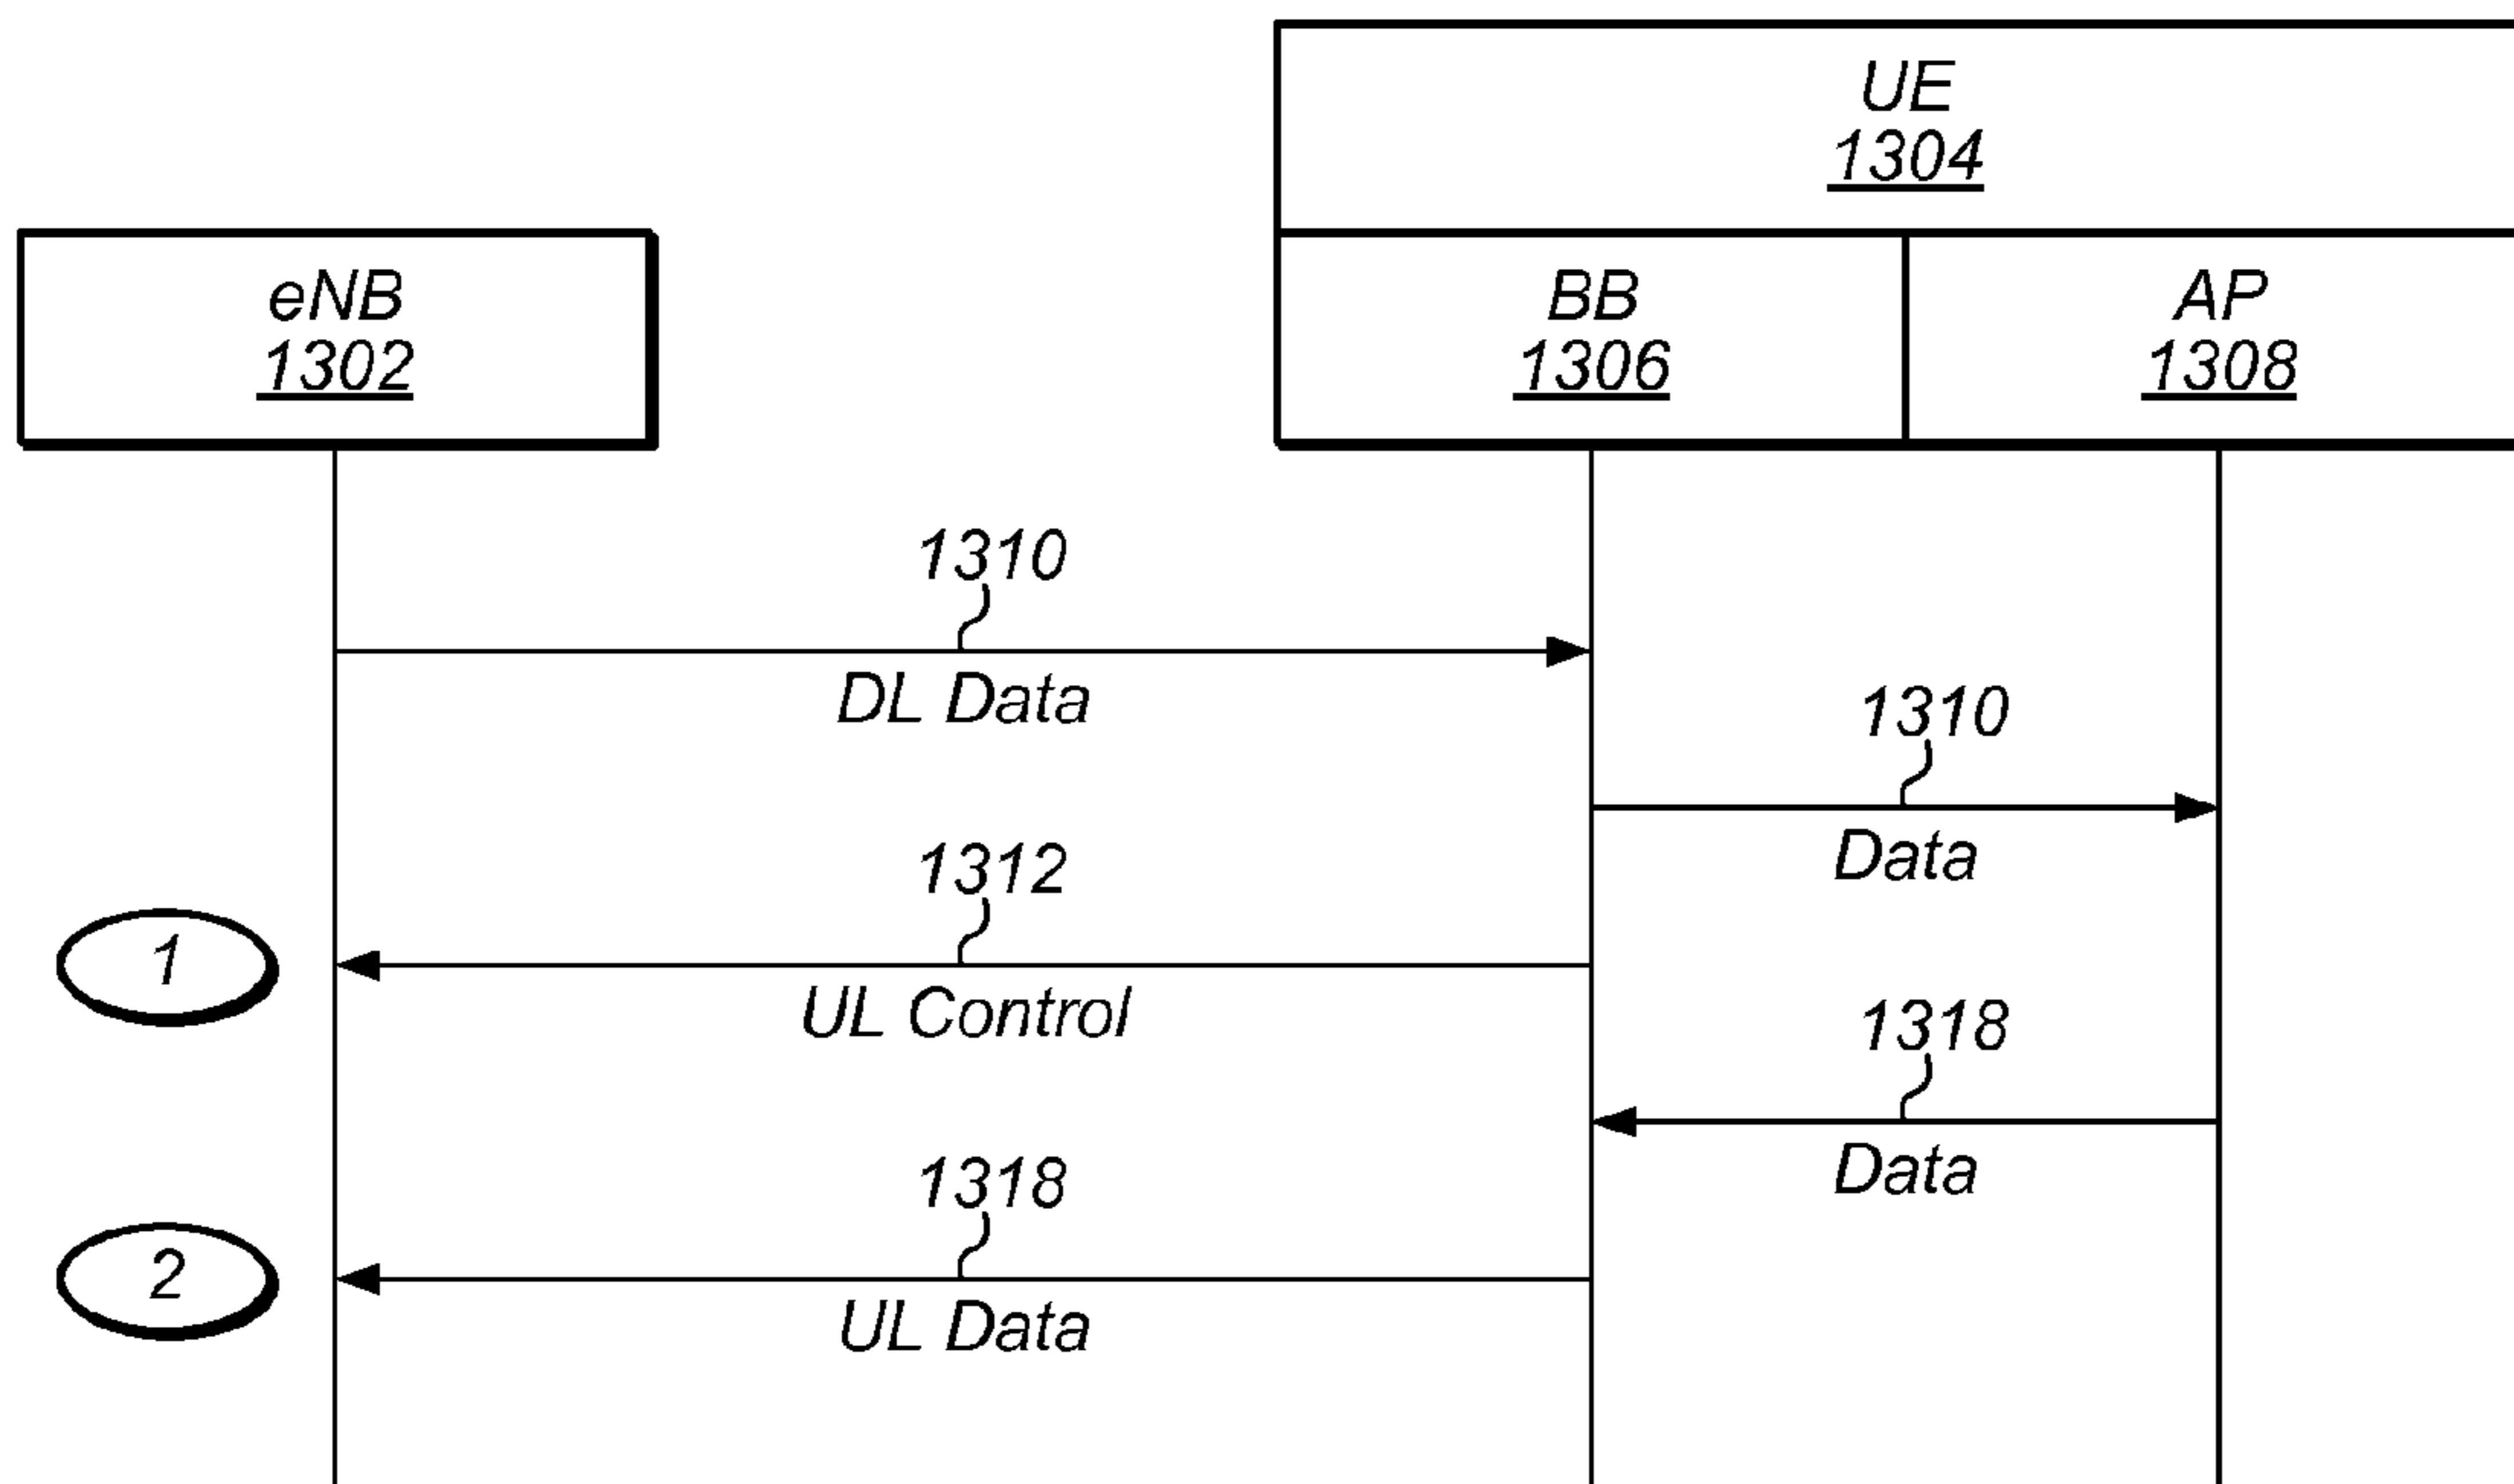 UE
1304
eNB
1302
BB
1306
AP
1308
1310
DL Data
1310
Data
1312
1
UL Control
1318
Data
1318
2
UL Data